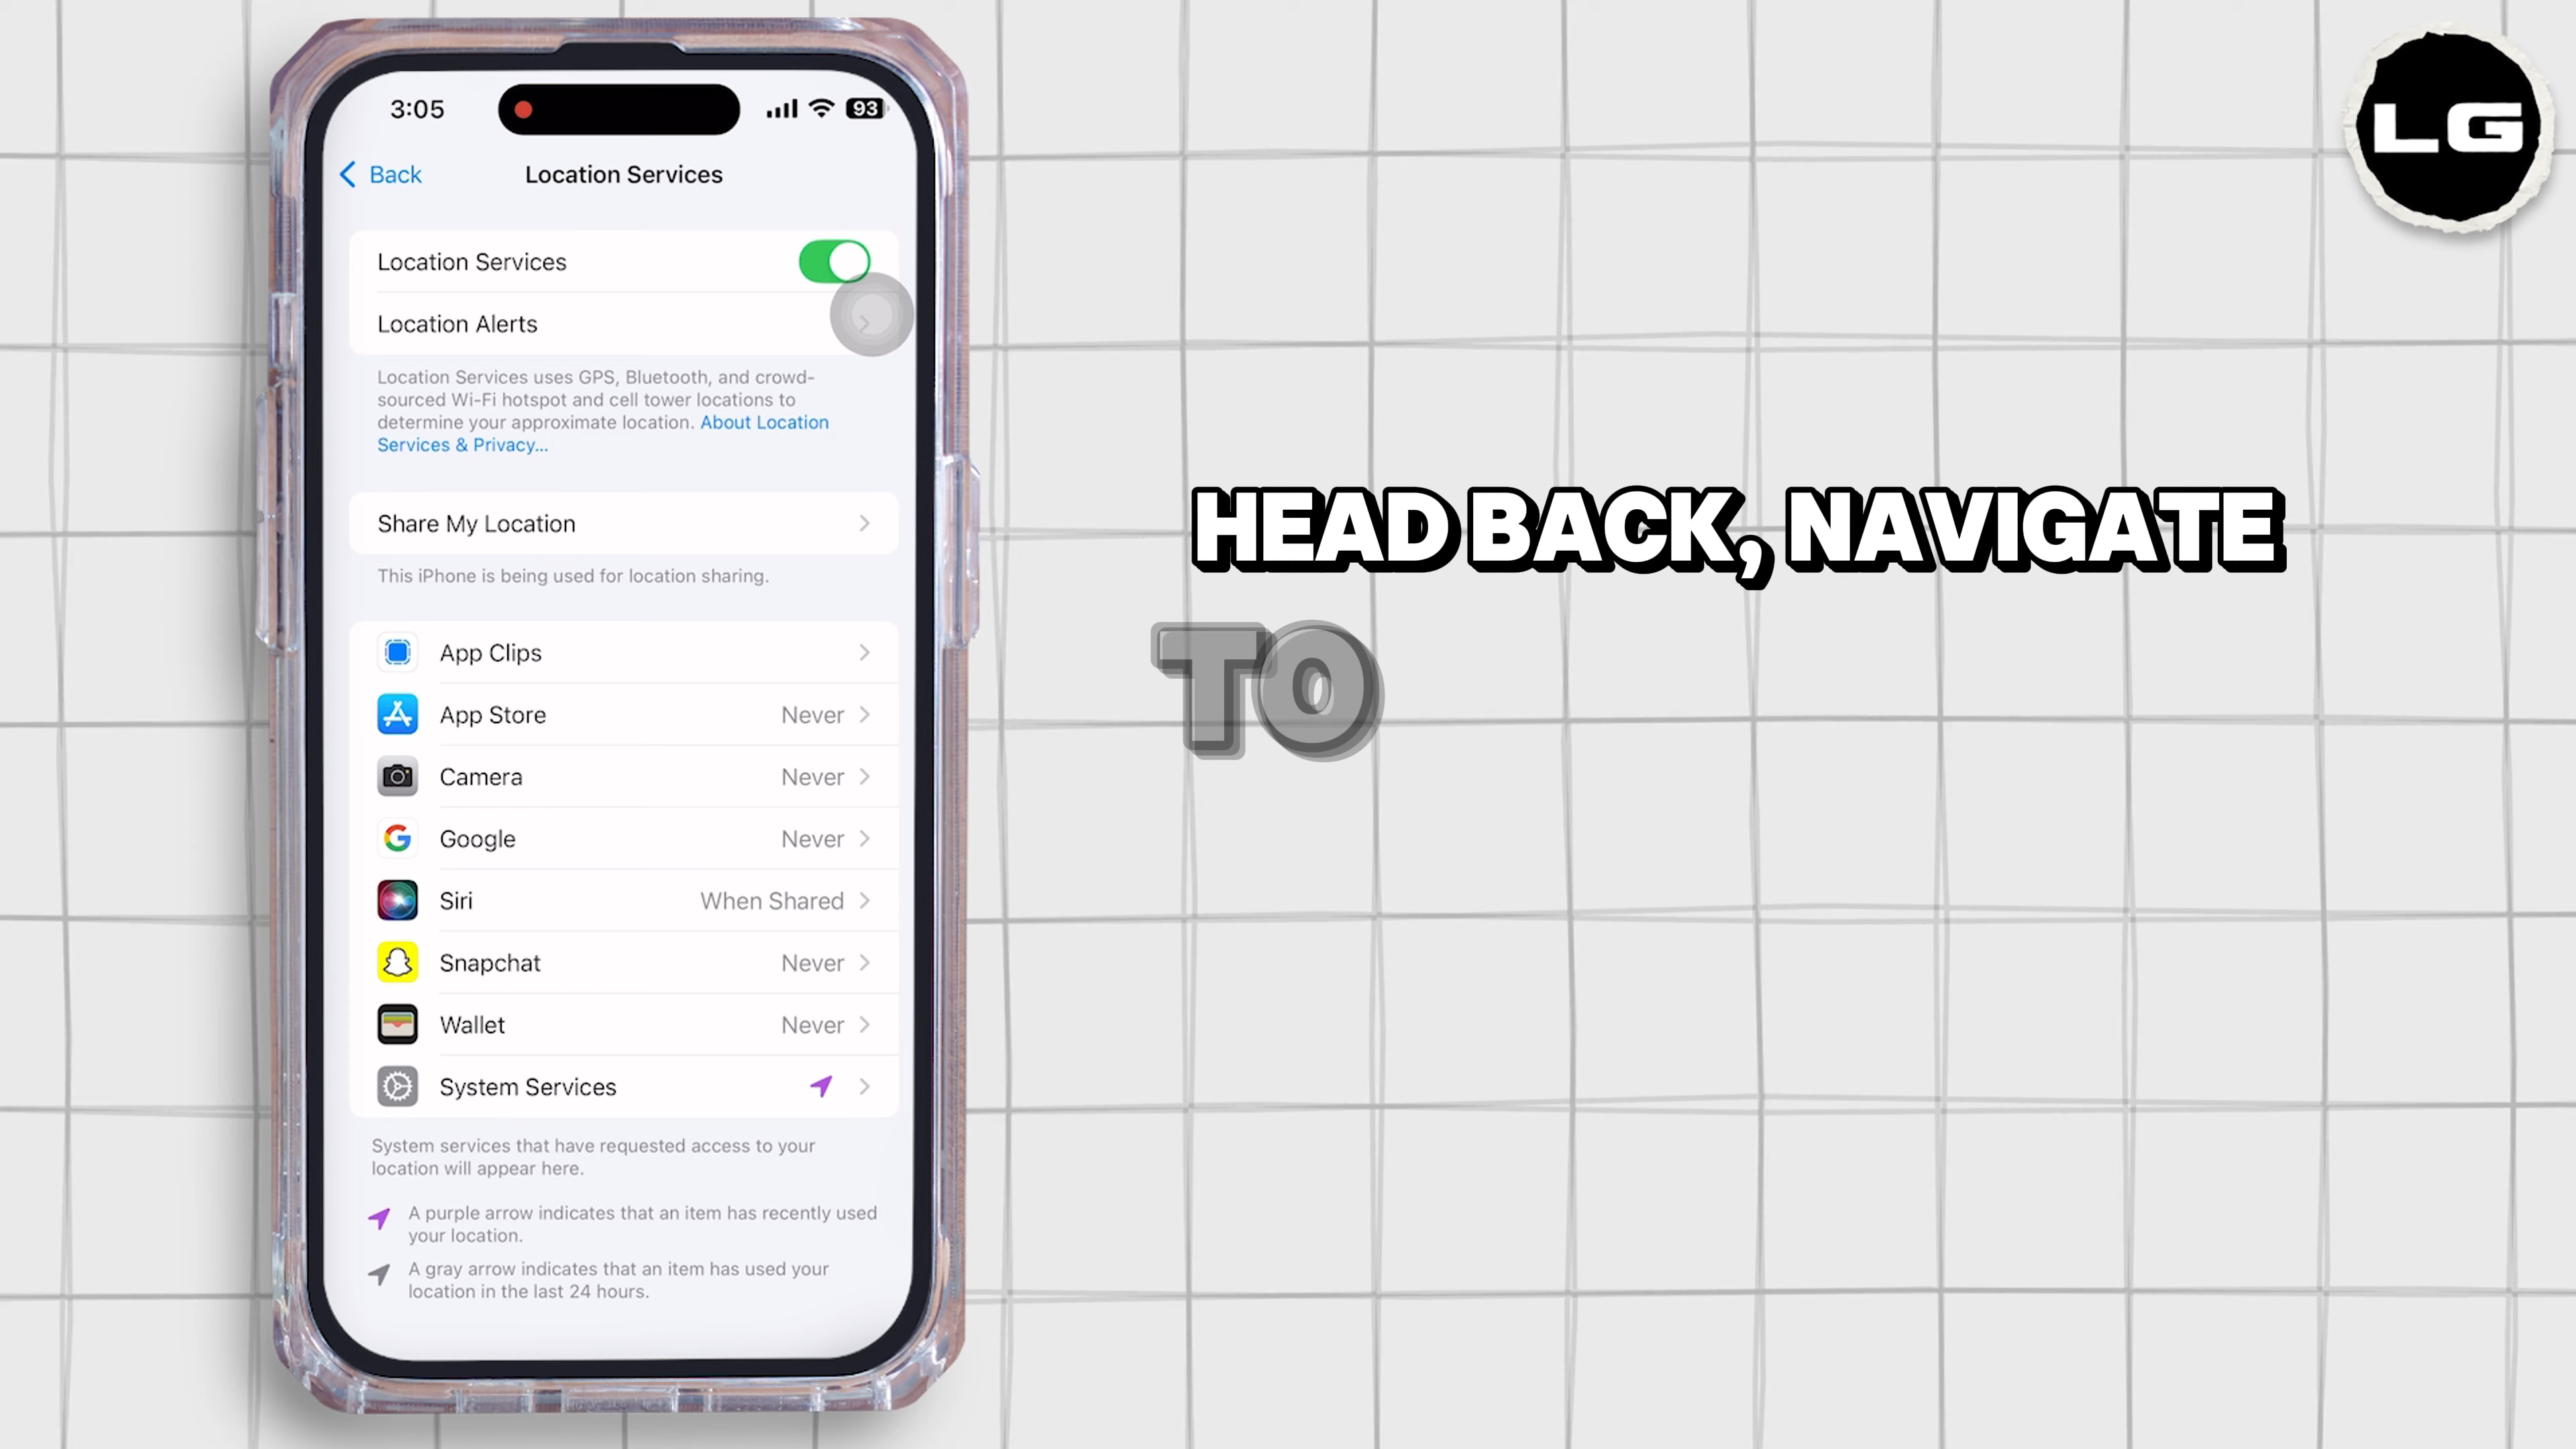 3:05
93
Back
Location Services
Location Services
Location Alerts
Location Services uses GPS, Bluetooth, and crowd-
sourced Wi-Fi hotspot and cell tower locations to
determine your approximate location. About Location
Services & Privacy...
Share My Location
This iPhone is being used for location sharing.
App Clips
App Store Never
Camera Never
Google Never
Siri When Shared
Snapchat Never
Wallet Never
System Services
System services that have requested access to your
location will appear here.
A purple arrow indicates that an item has recently used
your location.
A gray arrow indicates that an item has used your
location in the last 24 hours.
HEAD BACK, NAVIGATE
TO
LG